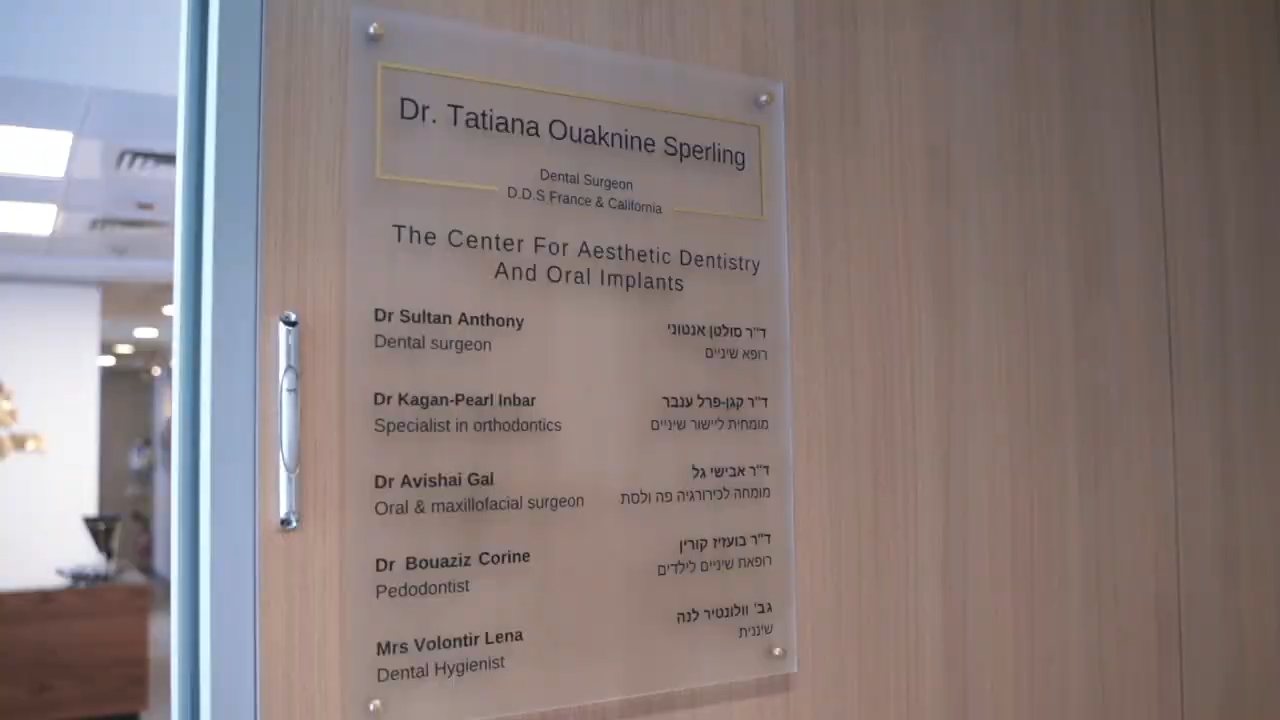 Dr. Tatiana Ouaknine Sperling
Dental Surgeon
D.D.S France & California
The Center For Aesthetic Dentistry
And Oral Implants
Dr Sultan Anthony
Dental surgeon
ד"ר סולטן אנטוני
רופא שיניים
Dr Kagan-Pearl Inbar
Specialist in orthodontics
ד"ר קגן-פרל ענבר
מומחית ליישור שיניים
Dr Avishai Gal
Oral & maxillofacial surgeon
ד"ר אבישי גל
מומחה לכירורגיה פה ולסת
Dr Bouaziz Corine
Pedodontist
ד"ר בועזיז קורין
רופאת שיניים לילדים
Mrs Volontir Lena
Dental Hygienist
גב' וולונטיר לנה
שיננית